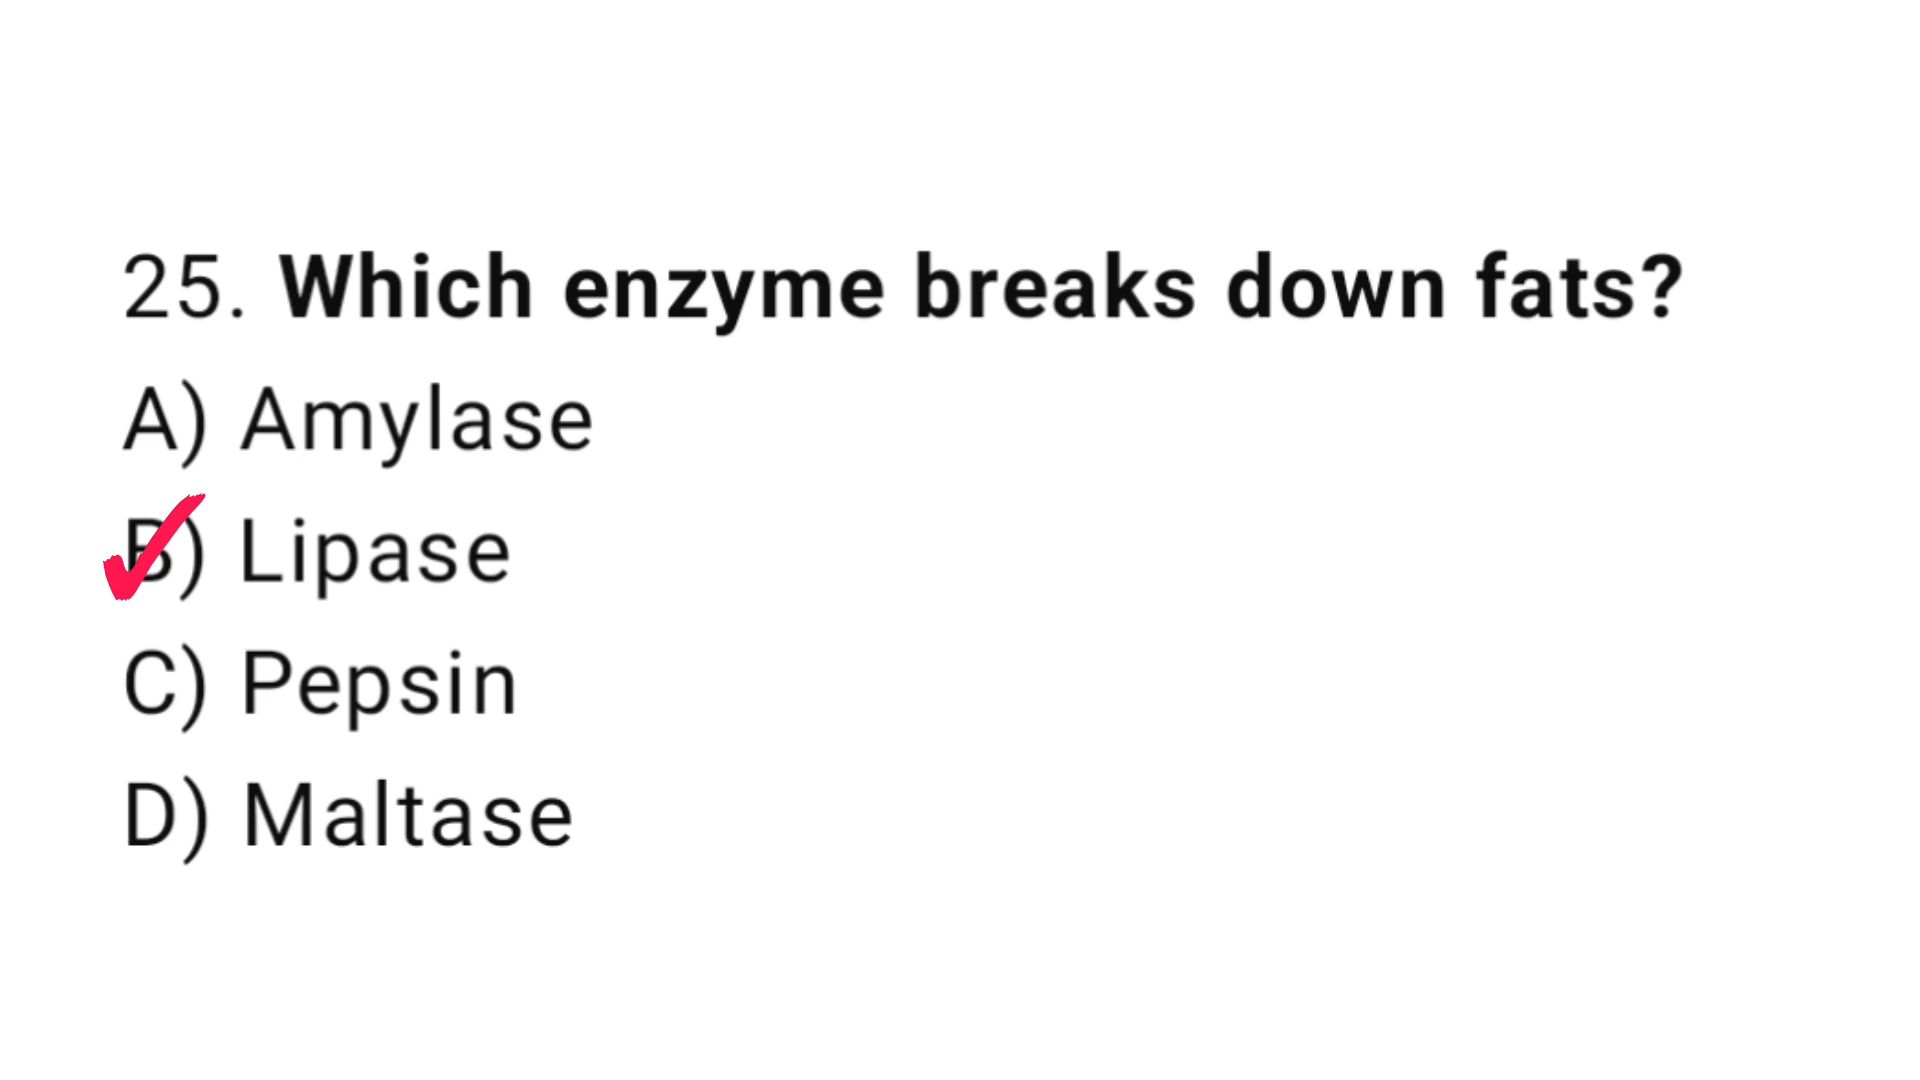 25. Which enzyme breaks down fats?
A) Amylase
B) Lipase
C) Pepsin
D) Maltase